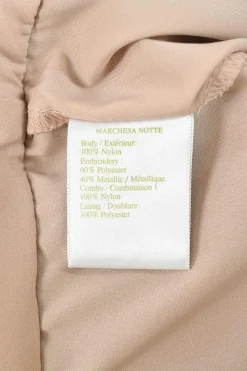 MARCHESA NOTTE
Body / Extérieur:
100% Nylon
Embroidery :
60% Polyester
40% Metallic / Métallique
Combo - Combinaison 1
100% Nylon
Lining / Doublure :
100% Polyester